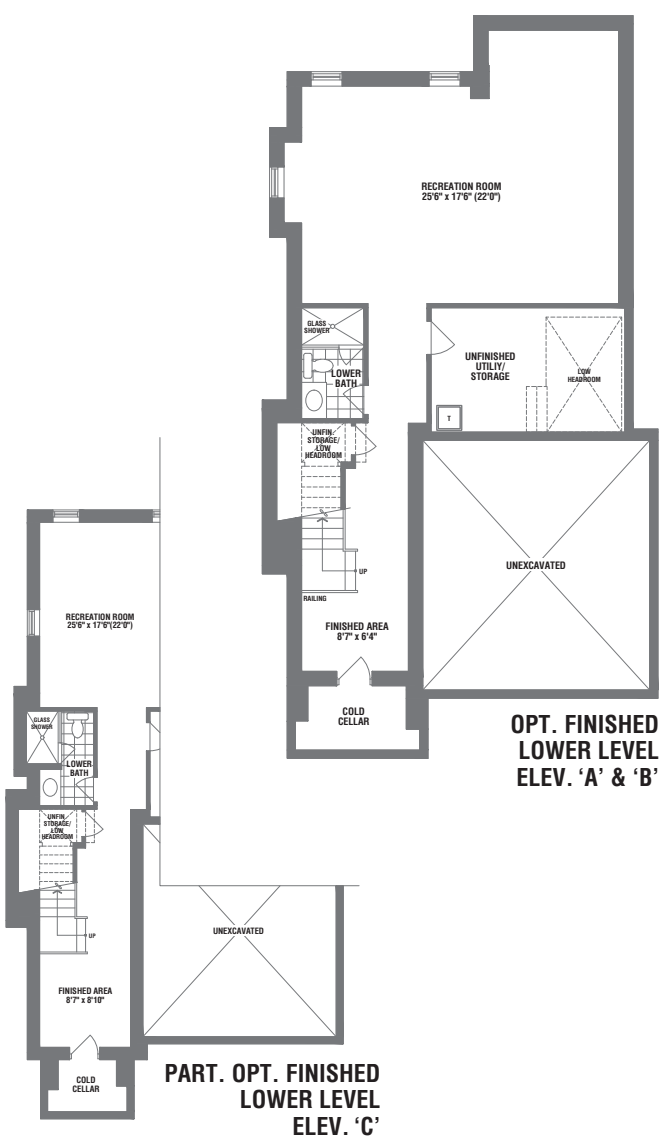 RECREATION ROOM
25'6" x 17'6" (22'0")
GLASS
SHOWER
LOWER
BATH
UNFINISHED
UTILIY/
STORAGE
LOW
HEADROOM
T
UNFIN.
STORAGE/
LOW
HEADROOM
UP
RAILING
FINISHED AREA
8'7" x 6'4"
COLD
CELLAR
UNEXCAVATED
OPT. FINISHED
LOWER LEVEL
ELEV. ‘A’ & ‘B’
RECREATION ROOM
25'6" x 17'6"(22'0")
GLASS
SHOWER
LOWER
BATH
UNFIN.
STORAGE/
LOW
HEADROOM
UP
FINISHED AREA
8'7" x 8'10"
COLD
CELLAR
UNEXCAVATED
PART. OPT. FINISHED
LOWER LEVEL
ELEV. ‘C’